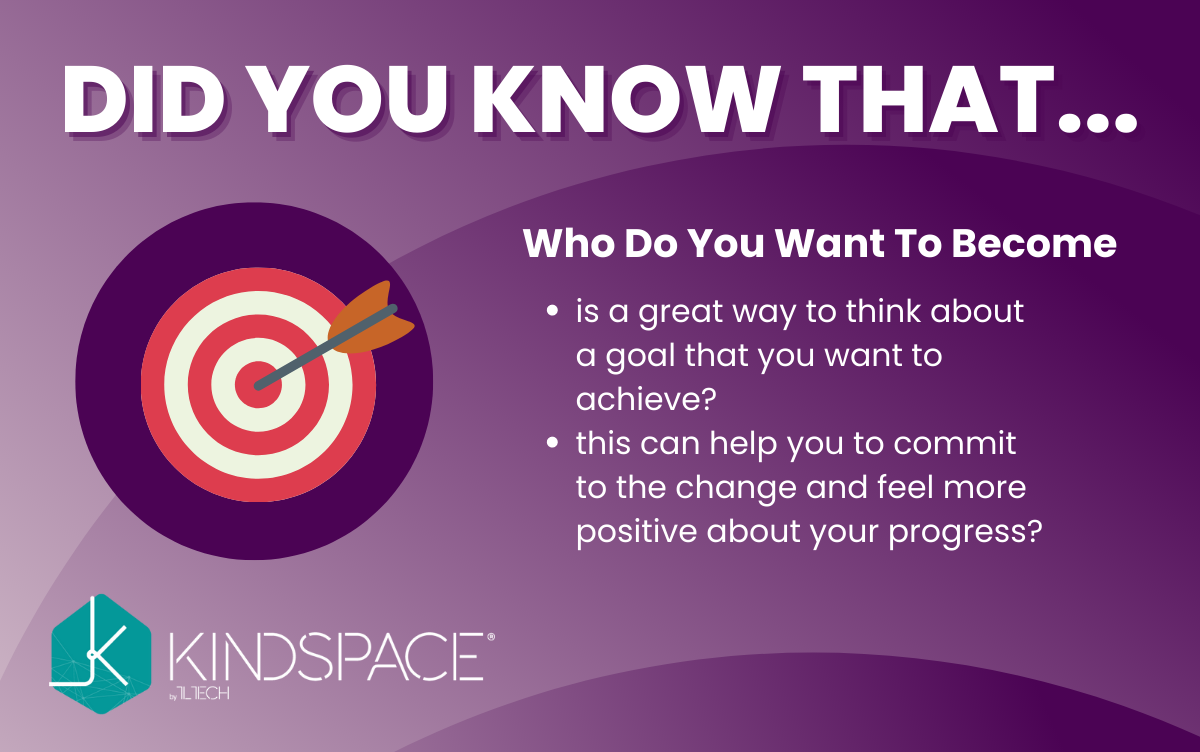 DID YOU KNOW THAT...
Who Do You Want To Become
• is a great way to think about
a goal that you want to
achieve?
• this can help you to commit
to the change and feel more
positive about your progress?
KINDSPACE®
by TLTECH